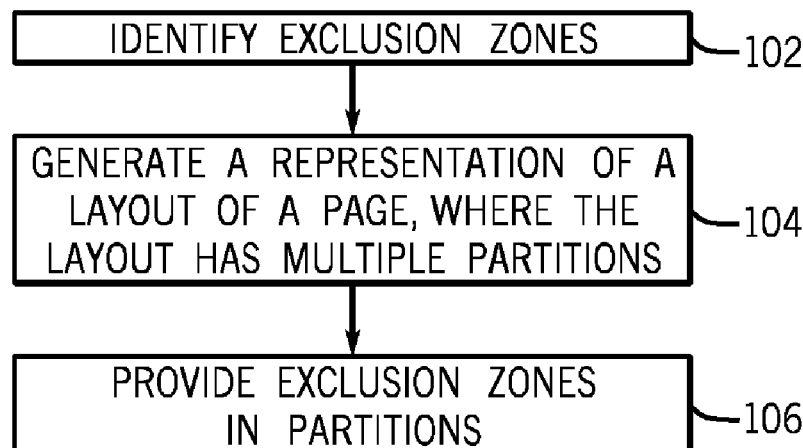 IDENTIFY EXCLUSION ZONES
102
GENERATE A REPRESENTATION OF A
LAYOUT OF A PAGE, WHERE THE
LAYOUT HAS MULTIPLE PARTITIONS
104
PROVIDE EXCLUSION ZONES
IN PARTITIONS
106